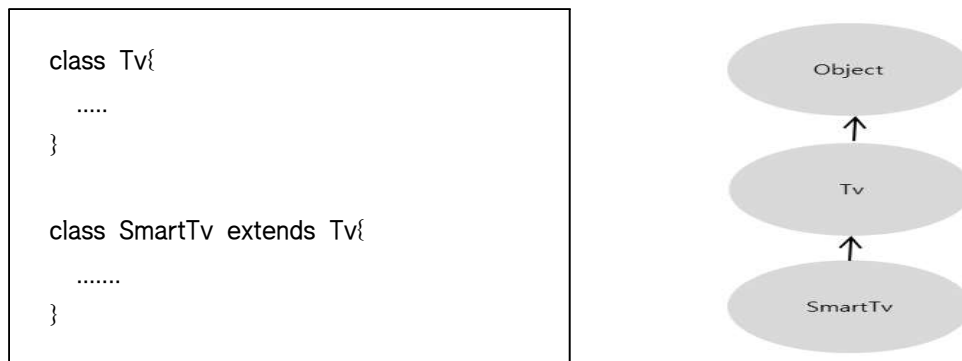 class Tv{
.....
}
class SmartTv extends Tv{
.......
}
Object
Tv
SmartTv